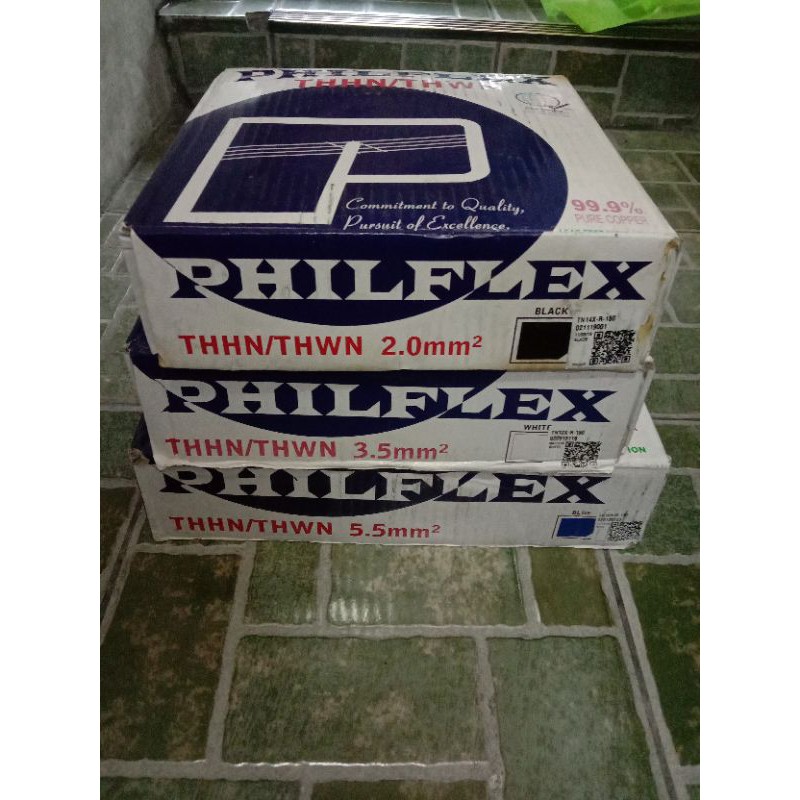 PHILFLEX
THHN/THWN
Commitment to Quality,
Pursuit of Excellence.
99.9%
PURE COPPER
PHILFLEX
BLACK
THHN/THWN 2.0mm²
PHILFLEX
WHITE
THHN/THWN 3.5mm²
PHILFLEX
BLUE
THHN/THWN 5.5mm²